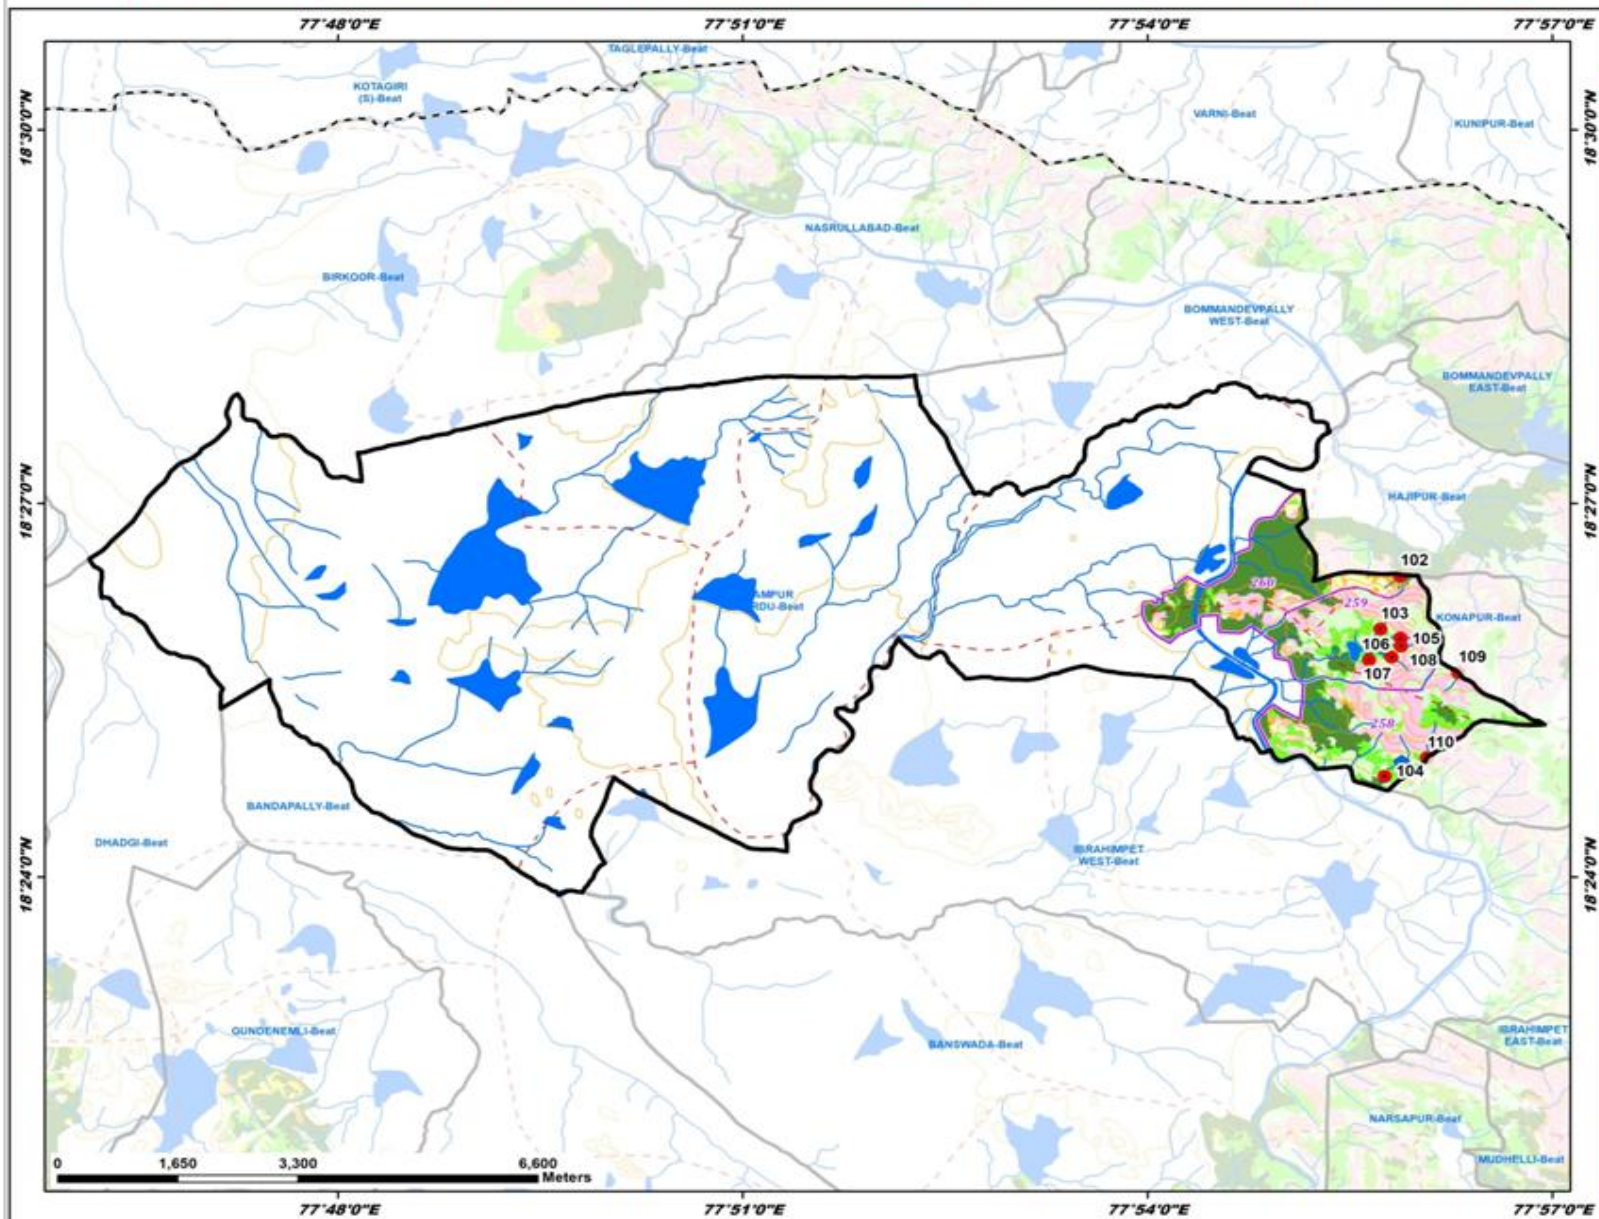 77°48'0"E
77°51'0"E
77°54'0"E
77°57'0"E
TAGLEPALLY-Beat
KOTAGIRI
(S)-Beat
VARNI-Beat
KUNIPUR-Beat
18°30'0"N
18°30'0"N
NASRULLABAD-Beat
BIRKOOR-Beat
BOMMANDEVPALLY
WEST-Beat
BOMMANDEVPALLY
EAST-Beat
18°27'0"N
18°27'0"N
HAJIPUR-Beat
102
260
259
AMPUR
RDU-Beat
103
KONAPUR-Beat
105
106
108
109
107
258
110
104
BANDAPALLY-Beat
DHADGI-Beat
IBRAHIMPET
WEST-Beat
18°24'0"N
18°24'0"N
GUNDENEMLI-Beat
BANSWADA-Beat
IBRAHIMPET
EAST-Beat
NARSAPUR-Beat
MUDHELLI-Beat
0
1,650
3,300
6,600
Meters
77°48'0"E
77°51'0"E
77°54'0"E
77°57'0"E